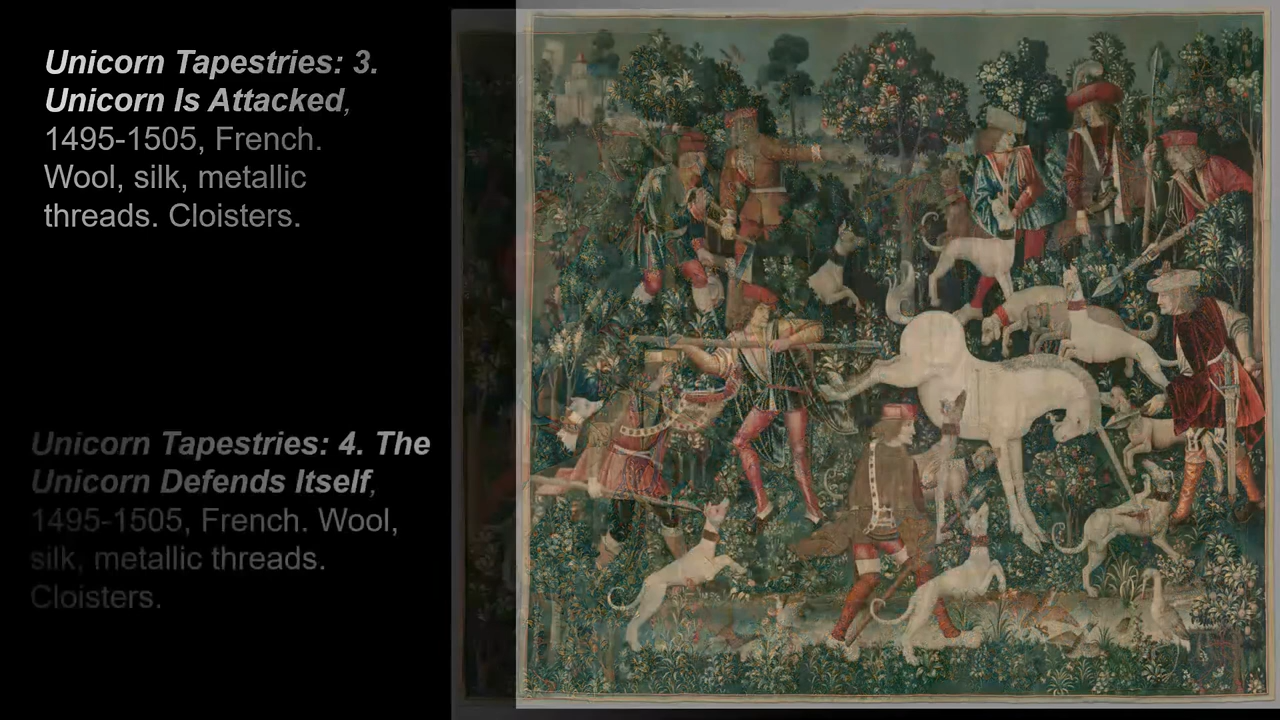 Unicorn Tapestries: 3.
Unicorn Is Attacked,
1495-1505, French.
Wool, silk, metallic
threads. Cloisters.
Unicorn Tapestries: 4. The
Unicorn Defends Itself,
1495-1505, French. Wool,
silk, metallic threads.
Cloisters.